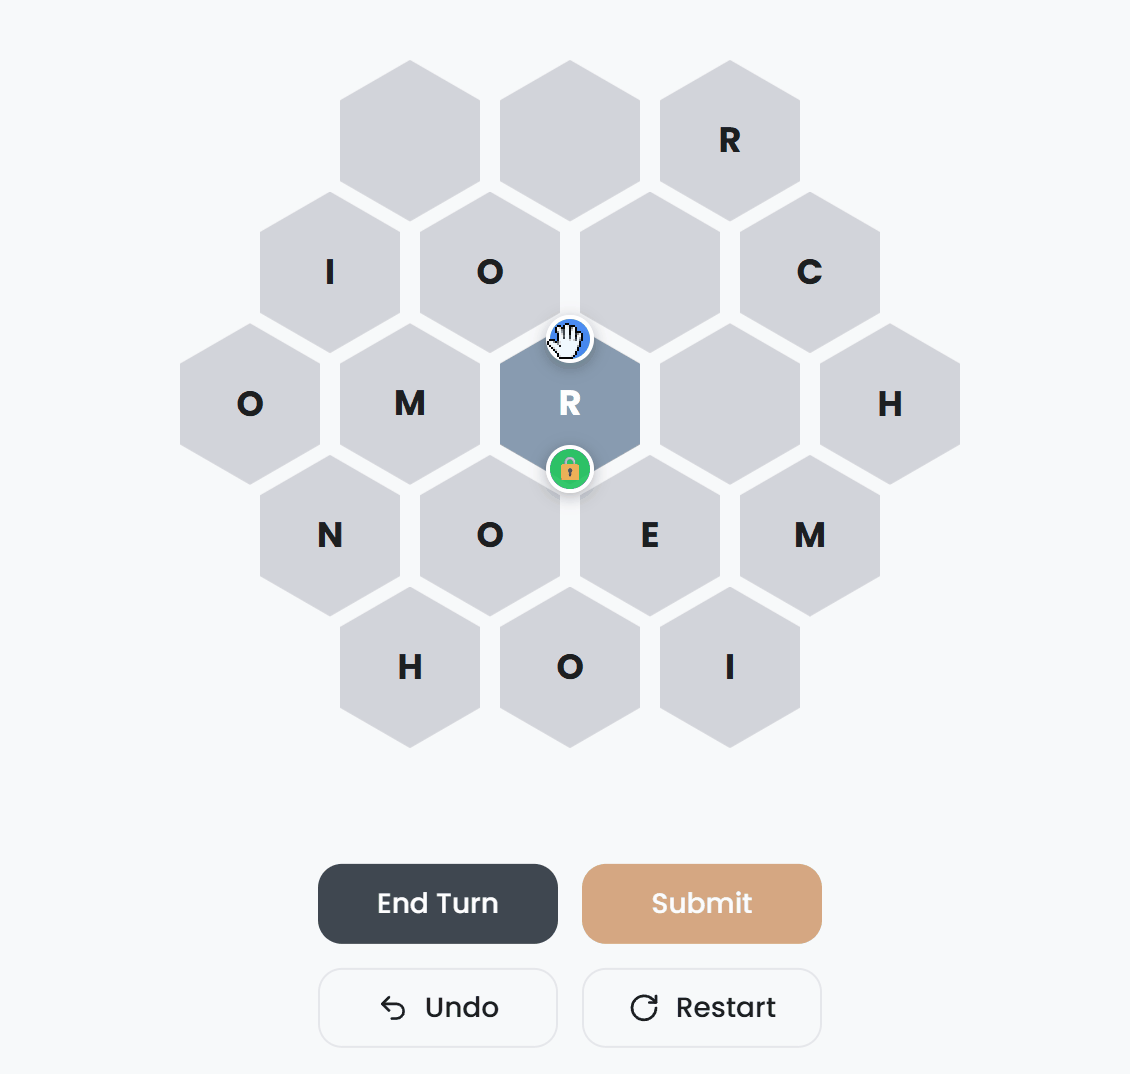 R
I O C
O M R H
N O E M
H O I
End Turn Submit
Undo Restart